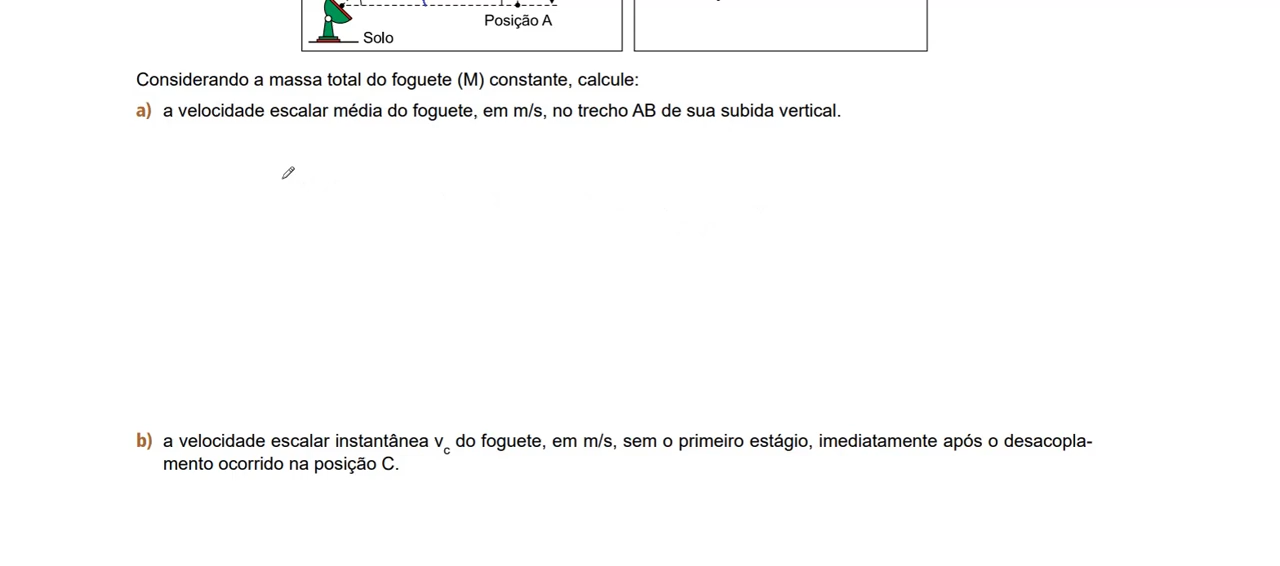 Posição A
Solo
Considerando a massa total do foguete (M) constante, calcule:
a) a velocidade escalar média do foguete, em m/s, no trecho AB de sua subida vertical.
b) a velocidade escalar instantânea vc do foguete, em m/s, sem o primeiro estágio, imediatamente após o desacopla-
mento ocorrido na posição C.